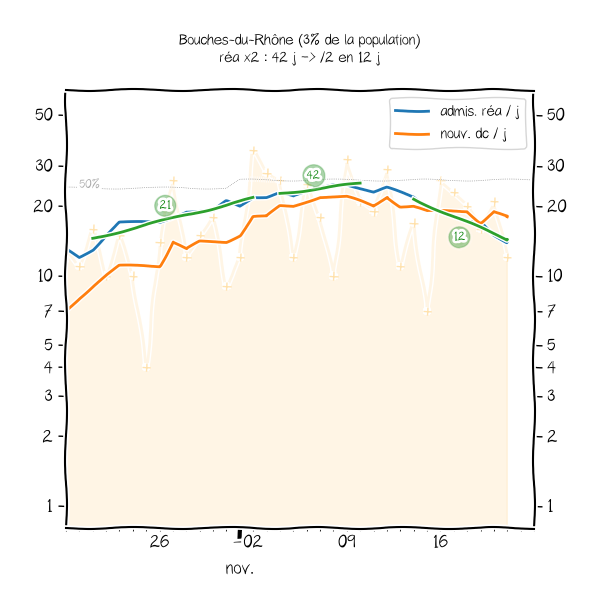 Bouches-du-Rhône (3% de la population)
réa x2 : 42 j -> /2 en 12 j
admis. réa / j
nouv. dc / j
50 50
30 30
50%
42
21
20 20
12
10 10
7 7
5 5
4 4
3 3
2 2
1 1
26 02 09 16
nov.